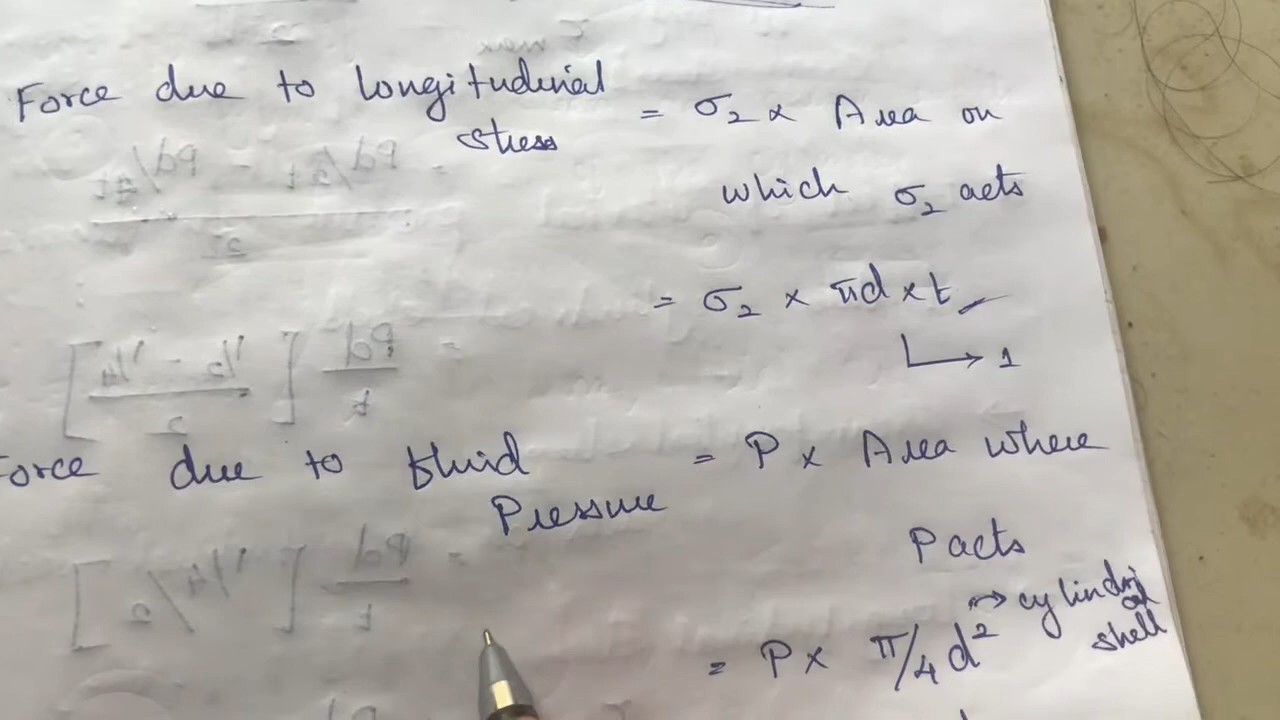 Force due to longitudinal = σ₂ × Area on
stress
which σ₂ acts
= σ₂ × πd × t
→ 1
Force due to fluid = P × Area where
Pressure
P acts
= P × π/4 d² → cylindrical
shell